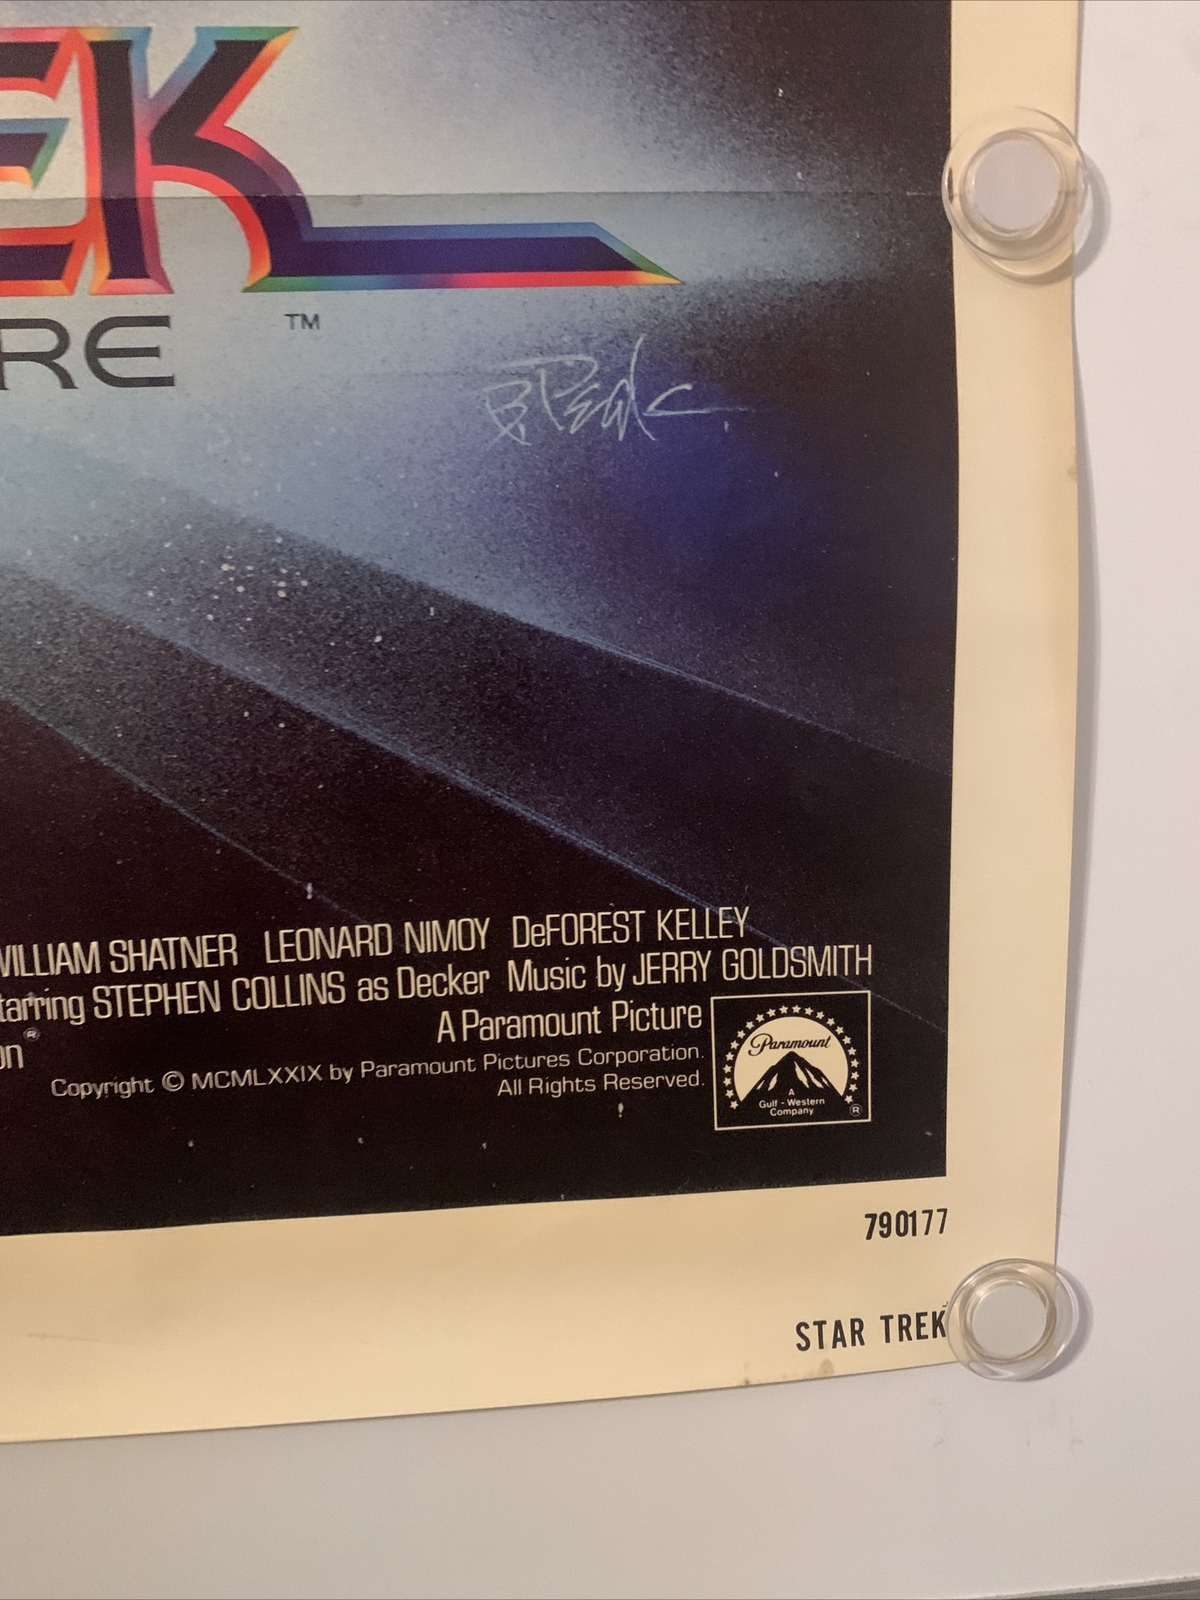 EK
RE
TM
B Peak
WILLIAM SHATNER LEONARD NIMOY DeFOREST KELLEY
tarring STEPHEN COLLINS as Decker Music by JERRY GOLDSMITH
on® A Paramount Picture
Copyright © MCMLXXIX by Paramount Pictures Corporation.
All Rights Reserved.
Paramount
A
Gulf + Western
Company
®
790177
STAR TREK